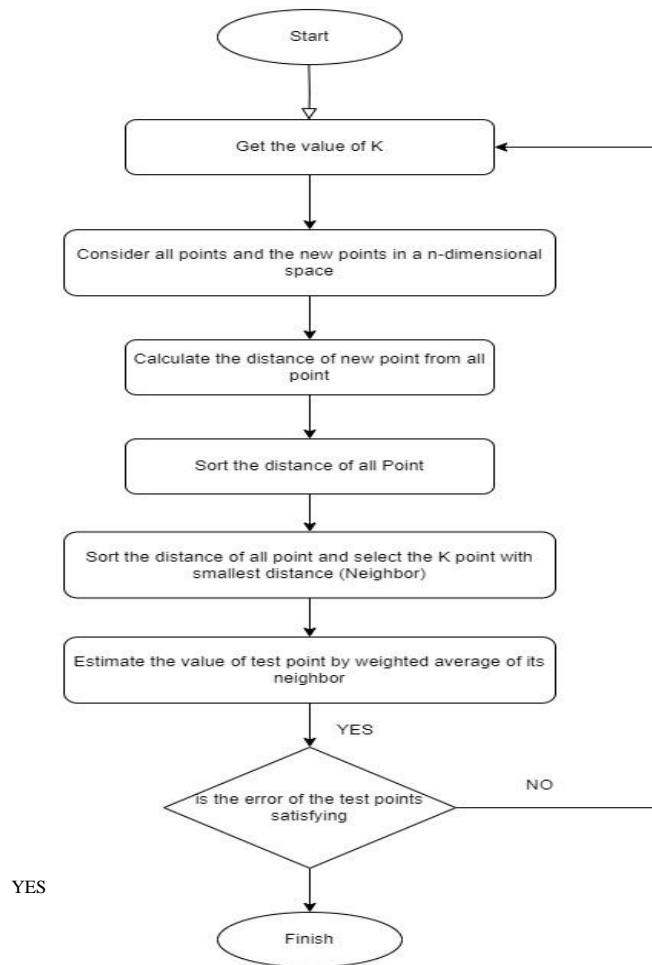 Start
Get the value of K
Consider all points and the new points in a n-dimensional
space
Calculate the distance of new point from all
point
Sort the distance of all Point
Sort the distance of all point and select the K point with
smallest distance (Neighbor)
Estimate the value of test point by weighted average of its
neighbor
YES
is the error of the test points
satisfying
NO
YES
Finish